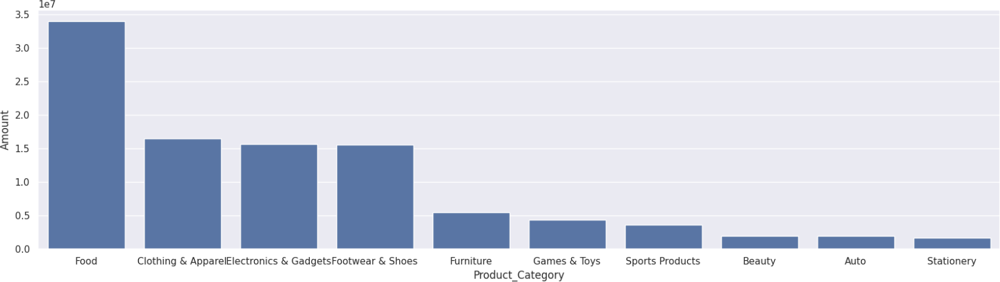 1e7
3.5
3.0
2.5
2.0
1.5
1.0
0.5
0.0
Amount
Food Clothing & Apparel Electronics & Gadgets Footwear & Shoes Furniture Games & Toys Sports Products Beauty Auto Stationery
Product_Category